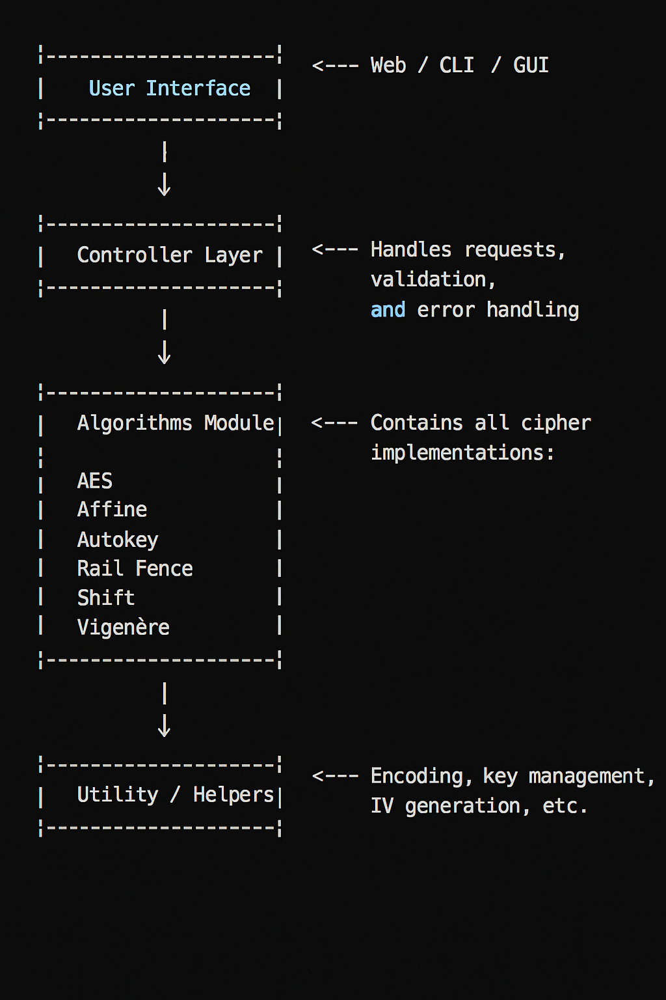 User Interface
<--- Web / CLI / GUI
Controller Layer
<--- Handles requests,
validation,
and error handling
Algorithms Module
<--- Contains all cipher
implementations:
AES
Affine
Autokey
Rail Fence
Shift
Vigenère
Utility / Helpers
<--- Encoding, key management,
IV generation, etc.